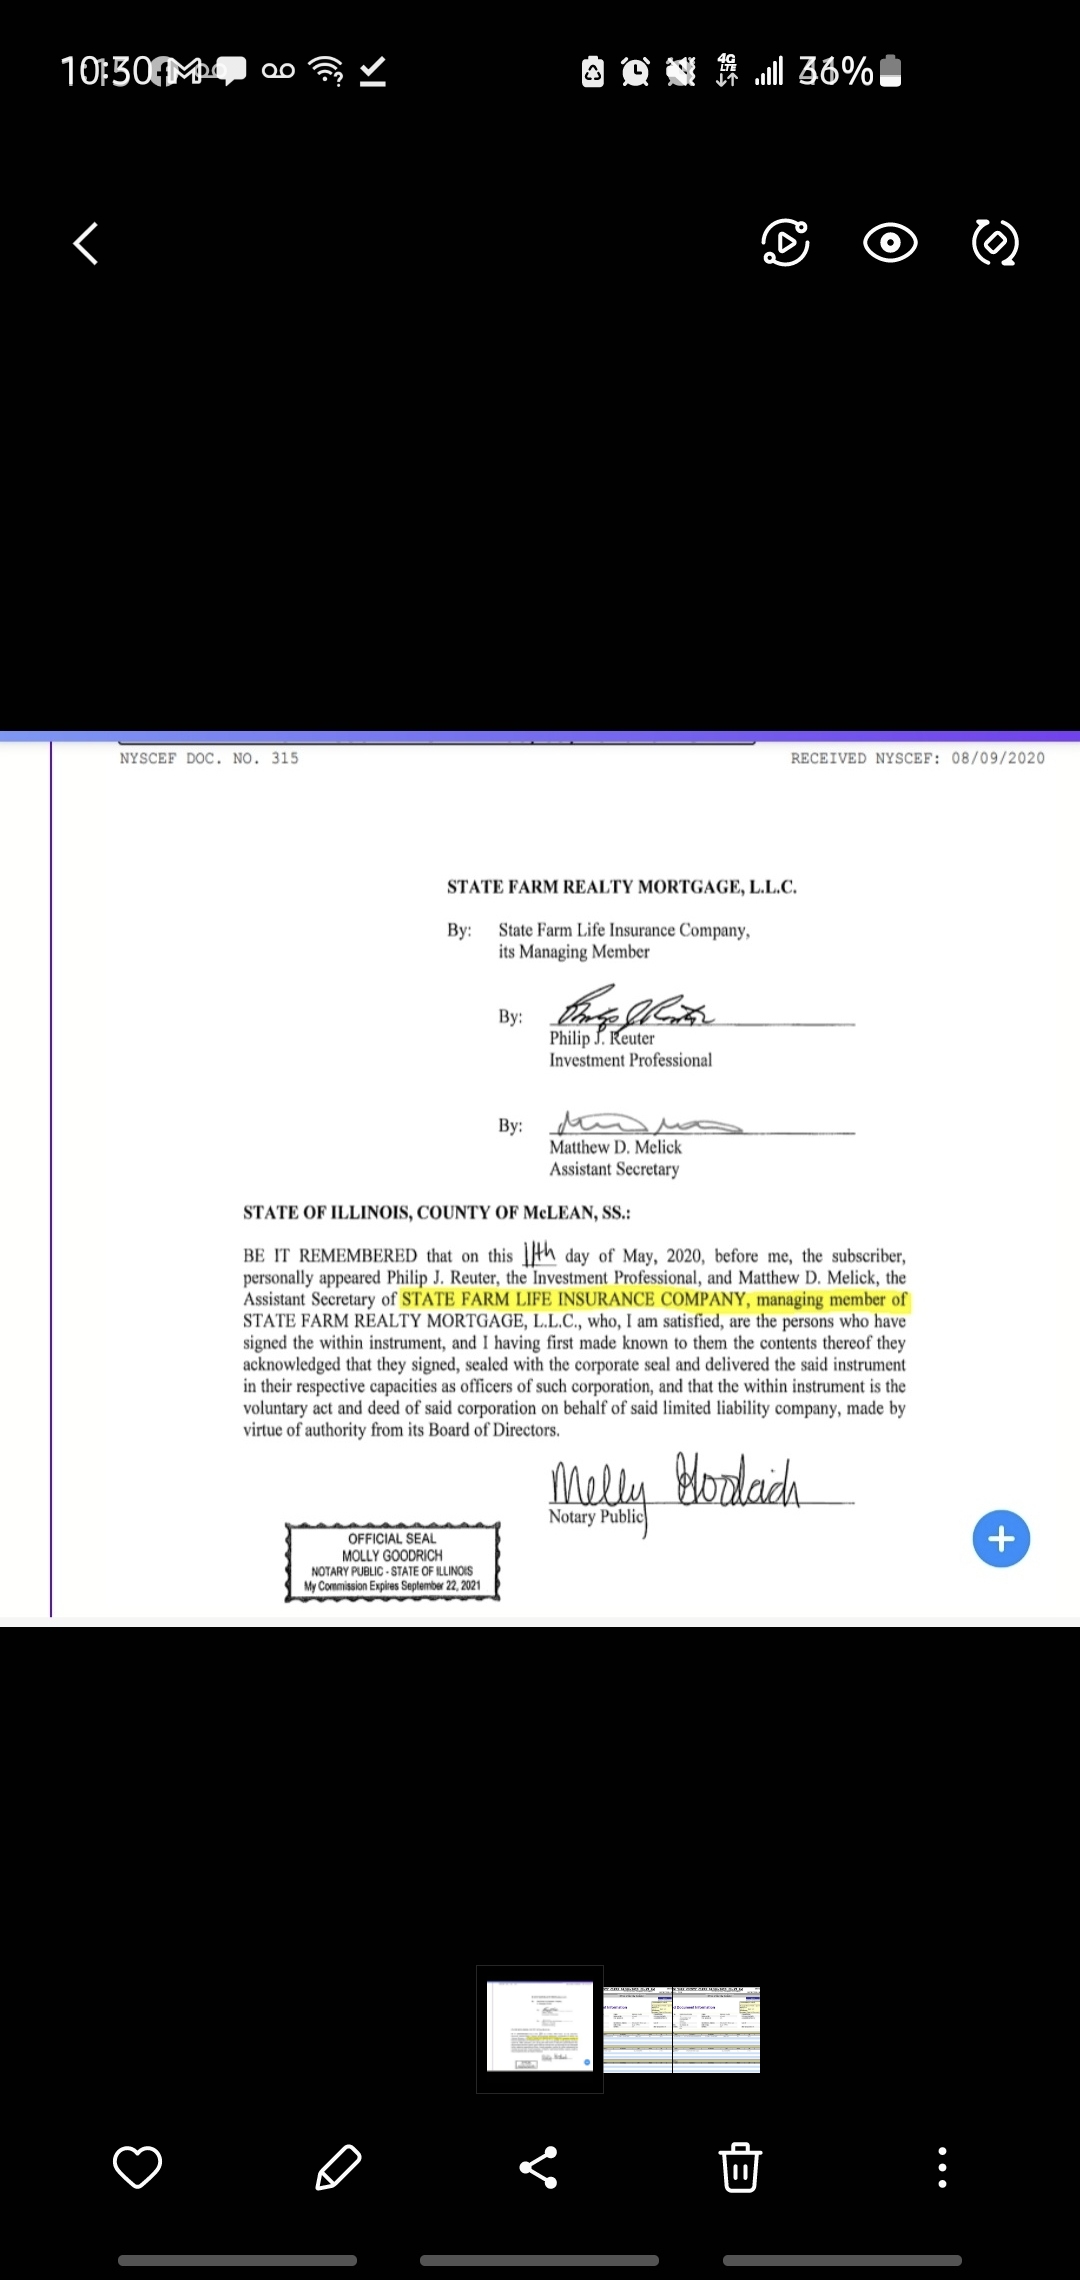 10:30
4G
LTE
NYSCEF DOC. NO. 315
RECEIVED NYSCEF: 08/09/2020
STATE FARM REALTY MORTGAGE, L.L.C.
By: State Farm Life Insurance Company,
its Managing Member
By:
Philip J. Reuter
Investment Professional
By:
Matthew D. Melick
Assistant Secretary
STATE OF ILLINOIS, COUNTY OF McLEAN, SS.:
BE IT REMEMBERED that on this 11th day of May, 2020, before me, the subscriber,
personally appeared Philip J. Reuter, the Investment Professional, and Matthew D. Melick, the
Assistant Secretary of STATE FARM LIFE INSURANCE COMPANY, managing member of
STATE FARM REALTY MORTGAGE, L.L.C., who, I am satisfied, are the persons who have
signed the within instrument, and I having first made known to them the contents thereof they
acknowledged that they signed, sealed with the corporate seal and delivered the said instrument
in their respective capacities as officers of such corporation, and that the within instrument is the
voluntary act and deed of said corporation on behalf of said limited liability company, made by
virtue of authority from its Board of Directors.
Molly Goodrich
Notary Public
OFFICIAL SEAL
MOLLY GOODRICH
NOTARY PUBLIC - STATE OF ILLINOIS
My Commission Expires September 22, 2021